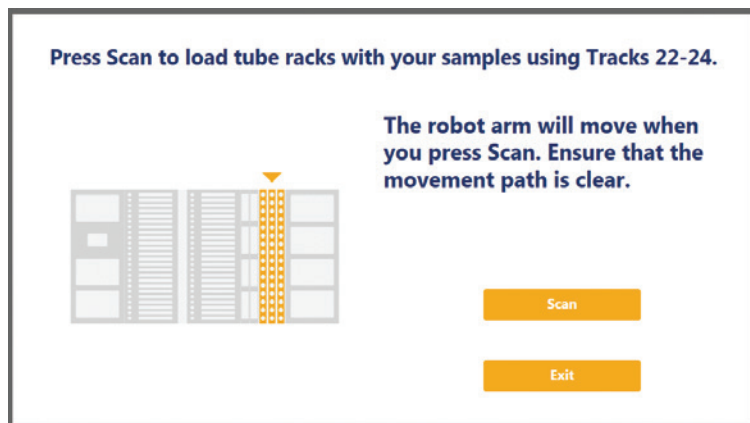 Press Scan to load tube racks with your samples using Tracks 22-24.
The robot arm will move when
you press Scan. Ensure that the
movement path is clear.
Scan
Exit